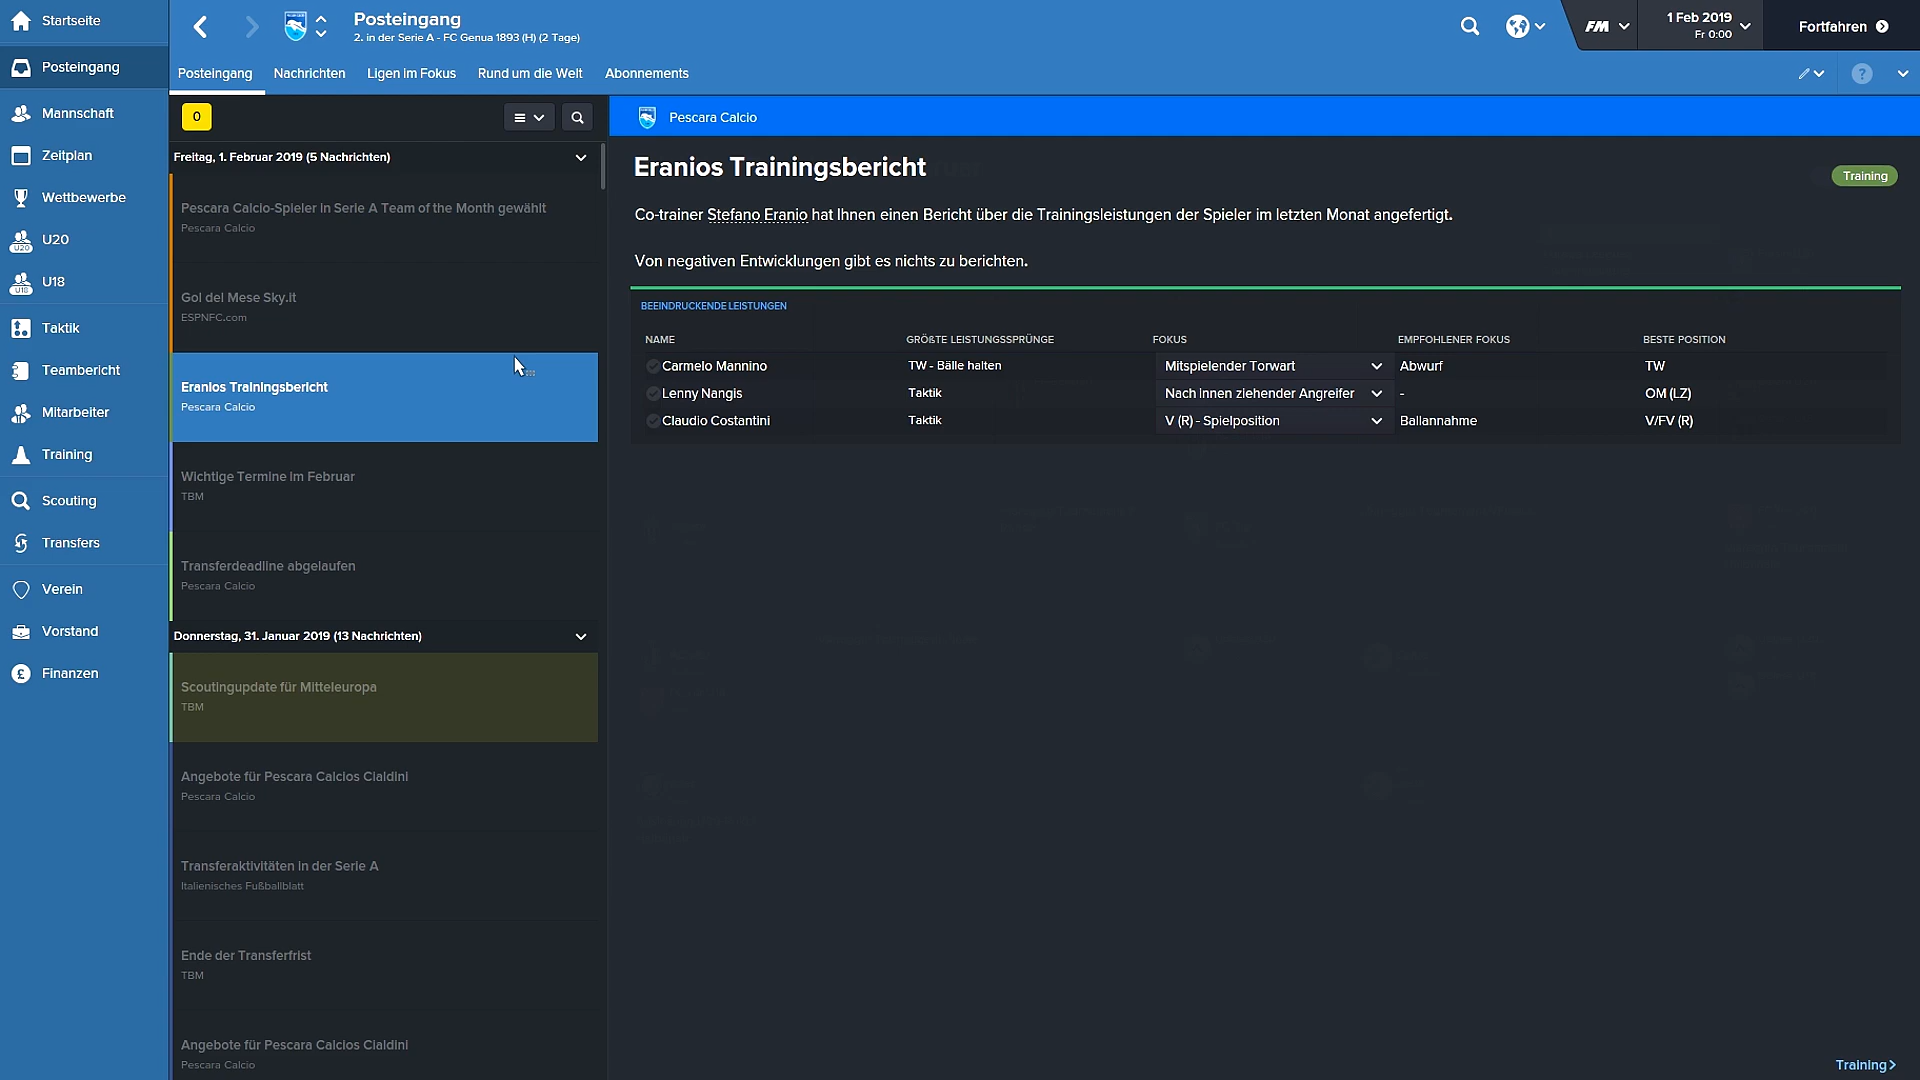 Startseite
Posteingang
Mannschaft
Zeitplan
Wettbewerbe
U20
U20
U18
U18
Taktik
Teambericht
Mitarbeiter
Training
Scouting
Transfers
Verein
Vorstand
Finanzen
Posteingang
2. in der Serie A - FC Genua 1893 (H) (2 Tage)
FM
1 Feb 2019
Fr 0:00
Fortfahren
Posteingang Nachrichten Ligen im Fokus Rund um die Welt Abonnements
?
0
Freitag, 1. Februar 2019 (5 Nachrichten)
Pescara Calcio-Spieler in Serie A Team of the Month gewählt
Pescara Calcio
Gol del Mese Sky.it
ESPNFC.com
Eranios Trainingsbericht
Pescara Calcio
Wichtige Termine im Februar
TBM
Transferdeadline abgelaufen
Pescara Calcio
Donnerstag, 31. Januar 2019 (13 Nachrichten)
Scoutingupdate für Mitteleuropa
TBM
Angebote für Pescara Calcios Cialdini
Pescara Calcio
Transferaktivitäten in der Serie A
Italienisches Fußballblatt
Ende der Transferfrist
TBM
Angebote für Pescara Calcios Cialdini
Pescara Calcio
Pescara Calcio
Eranios Trainingsbericht
Training
Co-trainer Stefano Eranio hat Ihnen einen Bericht über die Trainingsleistungen der Spieler im letzten Monat angefertigt.
Von negativen Entwicklungen gibt es nichts zu berichten.
BEEINDRUCKENDE LEISTUNGEN
NAME GRÖßTE LEISTUNGSSPRÜNGE FOKUS EMPFOHLENER FOKUS BESTE POSITION
Carmelo Mannino TW - Bälle halten Mitspielender Torwart Abwurf TW
Lenny Nangis Taktik Nach innen ziehender Angreifer - OM (LZ)
Claudio Costantini Taktik V (R) - Spielposition Ballannahme V/FV (R)
Training